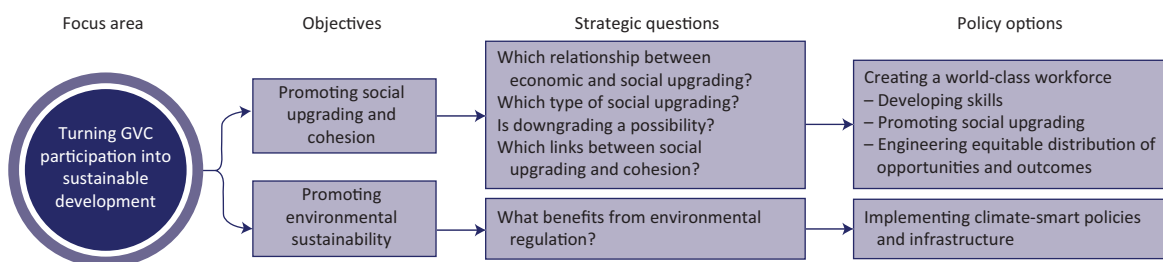 Focus area
Objectives
Strategic questions
Policy options
Turning GVC
participation into
sustainable
development
Promoting social
upgrading and
cohesion
Which relationship between
economic and social upgrading?
Which type of social upgrading?
Is downgrading a possibility?
Which links between social
upgrading and cohesion?
Creating a world-class workforce
– Developing skills
– Promoting social upgrading
– Engineering equitable distribution of
opportunities and outcomes
Promoting
environmental
sustainability
What benefits from environmental
regulation?
Implementing climate-smart policies
and infrastructure